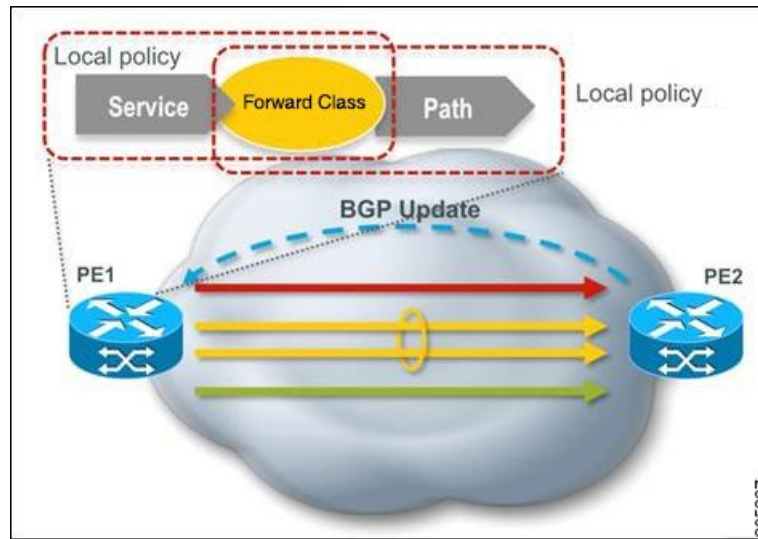 Local policy
Service
Forward Class
Path
Local policy
BGP Update
PE1
PE2